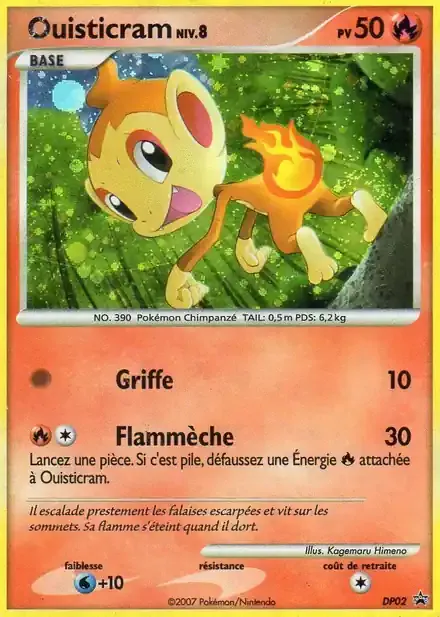 Ouisticram NIV.8 PV 50
BASE
NO. 390 Pokémon Chimpanzé TAIL: 0,5 m PDS: 6,2 kg
Griffe 10
Flammèche 30
Lancez une pièce. Si c'est pile, défaussez une Énergie attachée
à Ouisticram.
Il escalade prestement les falaises escarpées et vit sur les
sommets. Sa flamme s'éteint quand il dort.
Illus. Kagemaru Himeno
faiblesse résistance coût de retraite
+10
©2007 Pokémon/Nintendo DP02